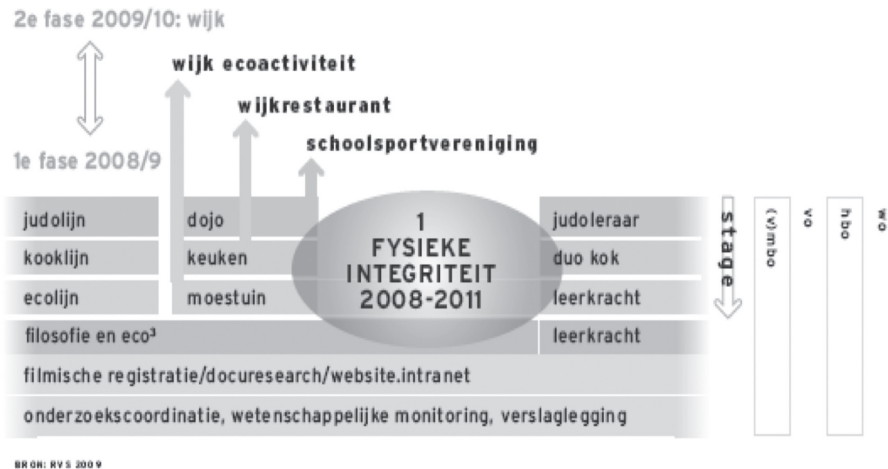 2e fase 2009/10: wijk
wijk ecoactiviteit
wijkrestaurant
schoolsportvereniging
1e fase 2008/9
judolijn
dojo
judoleraar
kooklijn
keuken
duo kok
ecolijn
moestuin
leerkracht
1
FYSIEKE
INTEGRITEIT
2008-2011
filosofie en eco³
leerkracht
filmische registratie/docuresearch/website.intranet
onderzoekscoordinatie, wetenschappelijke monitoring, verslaglegging
stage
(v)mbo
vo
hbo
wo
BRON: RVS 2009